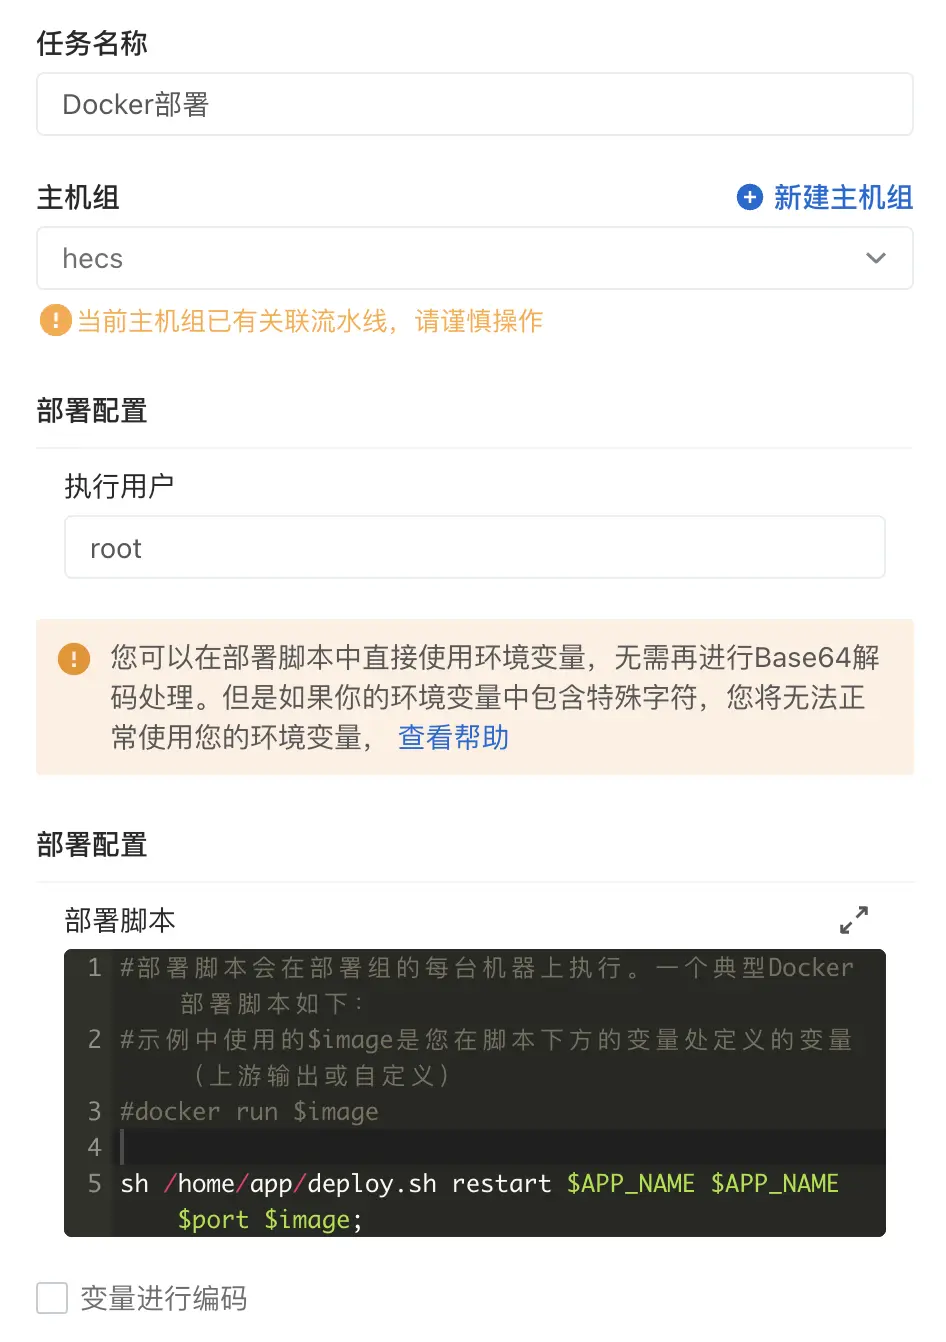 任务名称
Docker部署
主机组
新建主机组
hecs
当前主机组已有关联流水线，请谨慎操作
部署配置
执行用户
root
您可以在部署脚本中直接使用环境变量，无需再进行Base64解
码处理。但是如果你的环境变量中包含特殊字符，您将无法正
常使用您的环境变量， 查看帮助
部署配置
部署脚本
1 #部署脚本会在部署组的每台机器上执行。一个典型Docker
部署脚本如下：
2 #示例中使用的$image是您在脚本下方的变量处定义的变量
（上游输出或自定义）
3 #docker run $image
4
5 sh /home/app/deploy.sh restart $APP_NAME $APP_NAME
$port $image;
变量进行编码